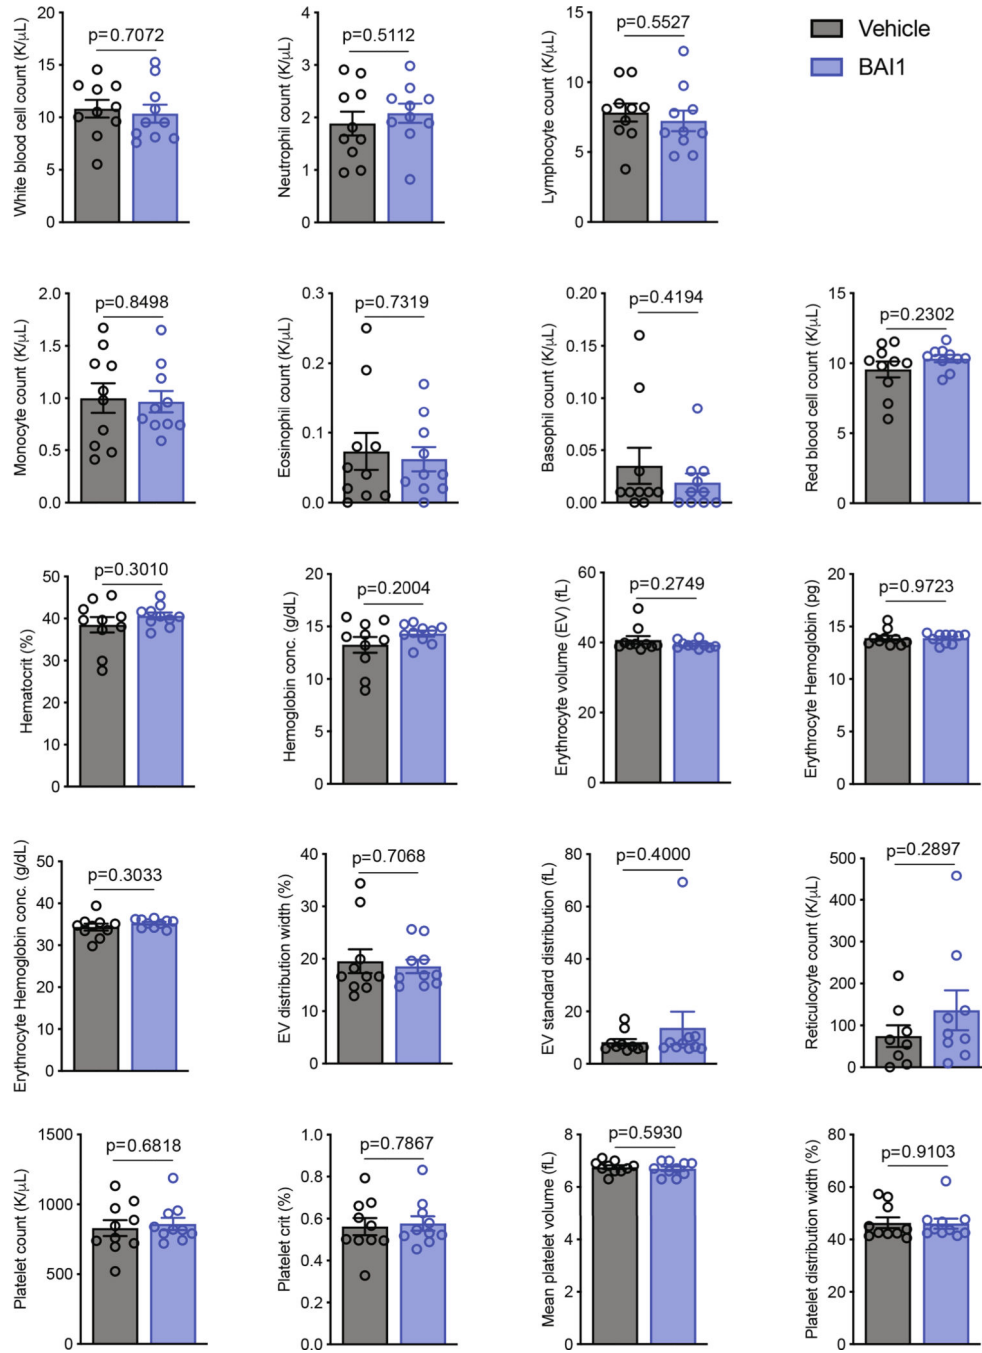 Vehicle
BAI1
White blood cell count (K/µL)
20
15
10
5
0
p=0.7072
Neutrophil count (K/µL)
4
3
2
1
0
p=0.5112
Lymphocyte count (K/µL)
15
10
5
0
p=0.5527
Monocyte count (K/µL)
2.0
1.5
1.0
0.5
0.0
p=0.8498
Eosinophil count (K/µL)
0.3
0.2
0.1
0.0
p=0.7319
Basophil count (K/µL)
0.20
0.15
0.10
0.05
0.00
p=0.4194
Red blood cell count (K/µL)
15
10
5
0
p=0.2302
Hematocrit (%)
50
40
30
20
10
0
p=0.3010
Hemoglobin conc. (g/dL)
20
15
10
5
0
p=0.2004
Erythrocyte volume (EV) (fL)
60
40
20
0
p=0.2749
Erythrocyte Hemoglobin (pg)
20
15
10
5
0
p=0.9723
Erythrocyte Hemoglobin conc. (g/dL)
50
40
30
20
10
0
p=0.3033
EV distribution width (%)
40
30
20
10
0
p=0.7068
EV standard distribution (fL)
80
60
40
20
0
p=0.4000
Reticulocyte count (K/µL)
500
400
300
200
100
0
p=0.2897
Platelet count (K/µL)
1500
1000
500
0
p=0.6818
Platelet crit (%)
1.0
0.8
0.6
0.4
0.2
0.0
p=0.7867
Mean platelet volume (fL)
8
6
4
2
0
p=0.5930
Platelet distribution width (%)
80
60
40
20
0
p=0.9103